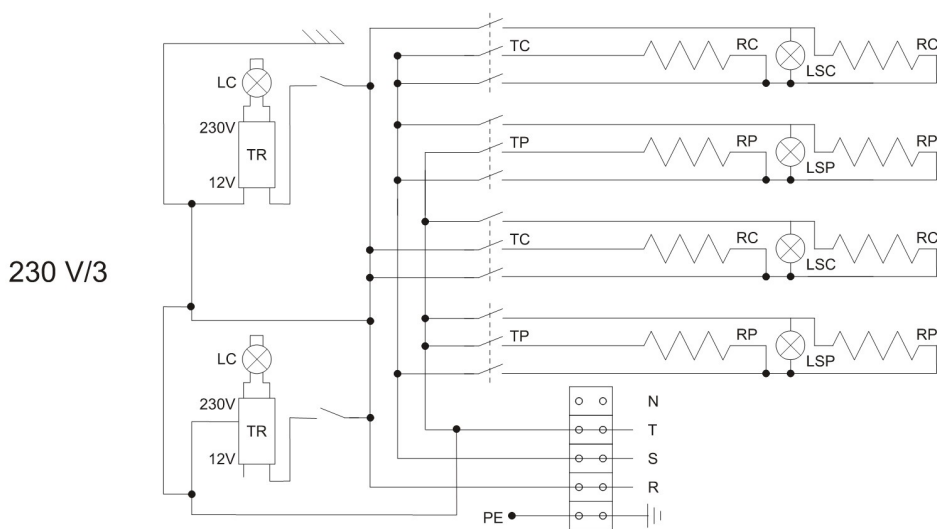 TC RC RC
LC LSC
230V
TR TP RP RP
12V LSP
TC RC RC
230 V/3 LSC
TP RP RP
LC LSP
230V N
TR T
12V S
R
PE